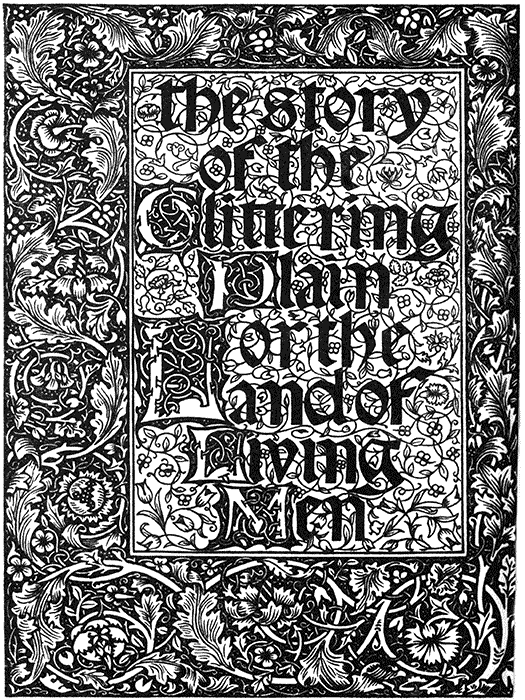 the story
of the
Glittering
Plain
or the
Land of
Living
Men